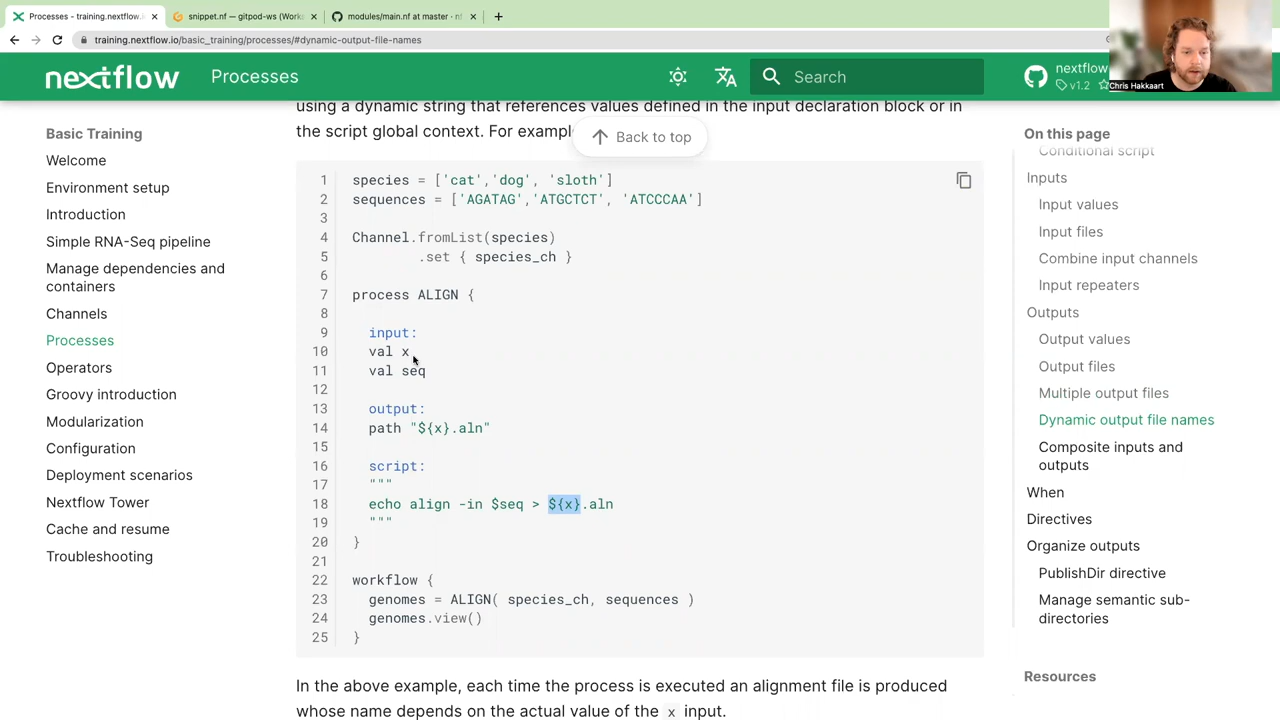 Processes - training.nextflow.
snippet.nf — gitpod-ws (Works
modules/main.nf at master · nf
training.nextflow.io/basic_training/processes/#dynamic-output-file-names
Chris Hakkaart
nextflow
Processes
Search
nextflow
v1.2
Basic Training
Welcome
Environment setup
Introduction
Simple RNA-Seq pipeline
Manage dependencies and
containers
Channels
Processes
Operators
Groovy introduction
Modularization
Configuration
Deployment scenarios
Nextflow Tower
Cache and resume
Troubleshooting
using a dynamic string that references values defined in the input declaration block or in
the script global context. For exampl
Back to top
1 species = ['cat','dog', 'sloth']
2 sequences = ['AGATAG','ATGCTCT', 'ATCCCAA']
3
4 Channel.fromList(species)
5 .set { species_ch }
6
7 process ALIGN {
8
9 input:
10 val x
11 val seq
12
13 output:
14 path "${x}.aln"
15
16 script:
17 """
18 echo align -in $seq > ${x}.aln
19 """
20 }
21
22 workflow {
23 genomes = ALIGN( species_ch, sequences )
24 genomes.view()
25 }
In the above example, each time the process is executed an alignment file is produced
whose name depends on the actual value of the x input.
On this page
Conditional script
Inputs
Input values
Input files
Combine input channels
Input repeaters
Outputs
Output values
Output files
Multiple output files
Dynamic output file names
Composite inputs and
outputs
When
Directives
Organize outputs
PublishDir directive
Manage semantic sub-
directories
Resources